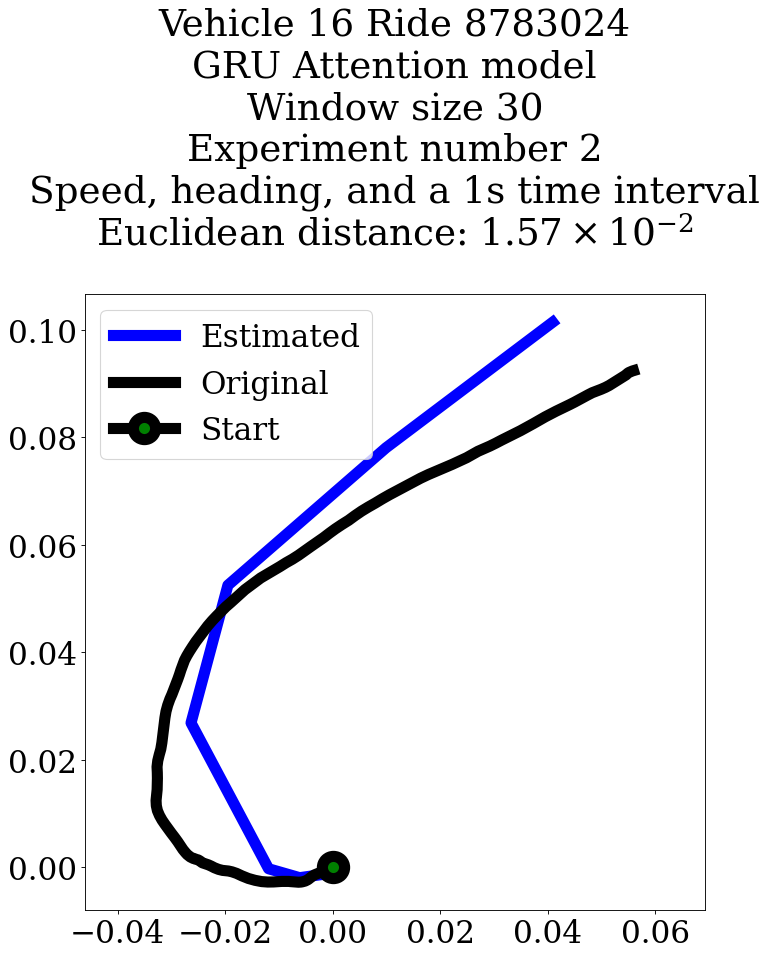 Vehicle 16 Ride 8783024
GRU Attention model
Window size 30
Experiment number 2
Speed, heading, and a 1s time interval
Euclidean distance: 1.57 × 10⁻²
Estimated
Original
Start
0.10
0.08
0.06
0.04
0.02
0.00
−0.04 −0.02 0.00 0.02 0.04 0.06